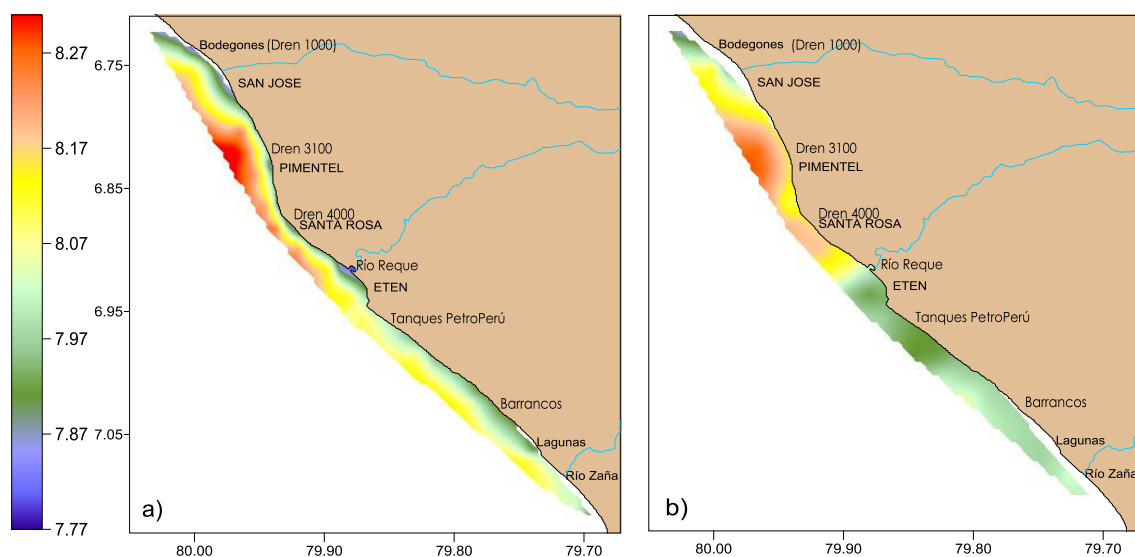 8.27
8.17
8.07
7.97
7.87
7.77
6.75
6.85
6.95
7.05
Bodegones (Dren 1000)
SAN JOSE
Dren 3100
PIMENTEL
Dren 4000
SANTA ROSA
Río Reque
ETEN
Tanques PetroPerú
Barrancos
Lagunas
Río Zaña
a)
80.00 79.90 79.80 79.70
Bodegones (Dren 1000)
SAN JOSE
Dren 3100
PIMENTEL
Dren 4000
SANTA ROSA
Río Reque
ETEN
Tanques PetroPerú
Barrancos
Lagunas
Río Zaña
b)
80.00 79.90 79.80 79.70